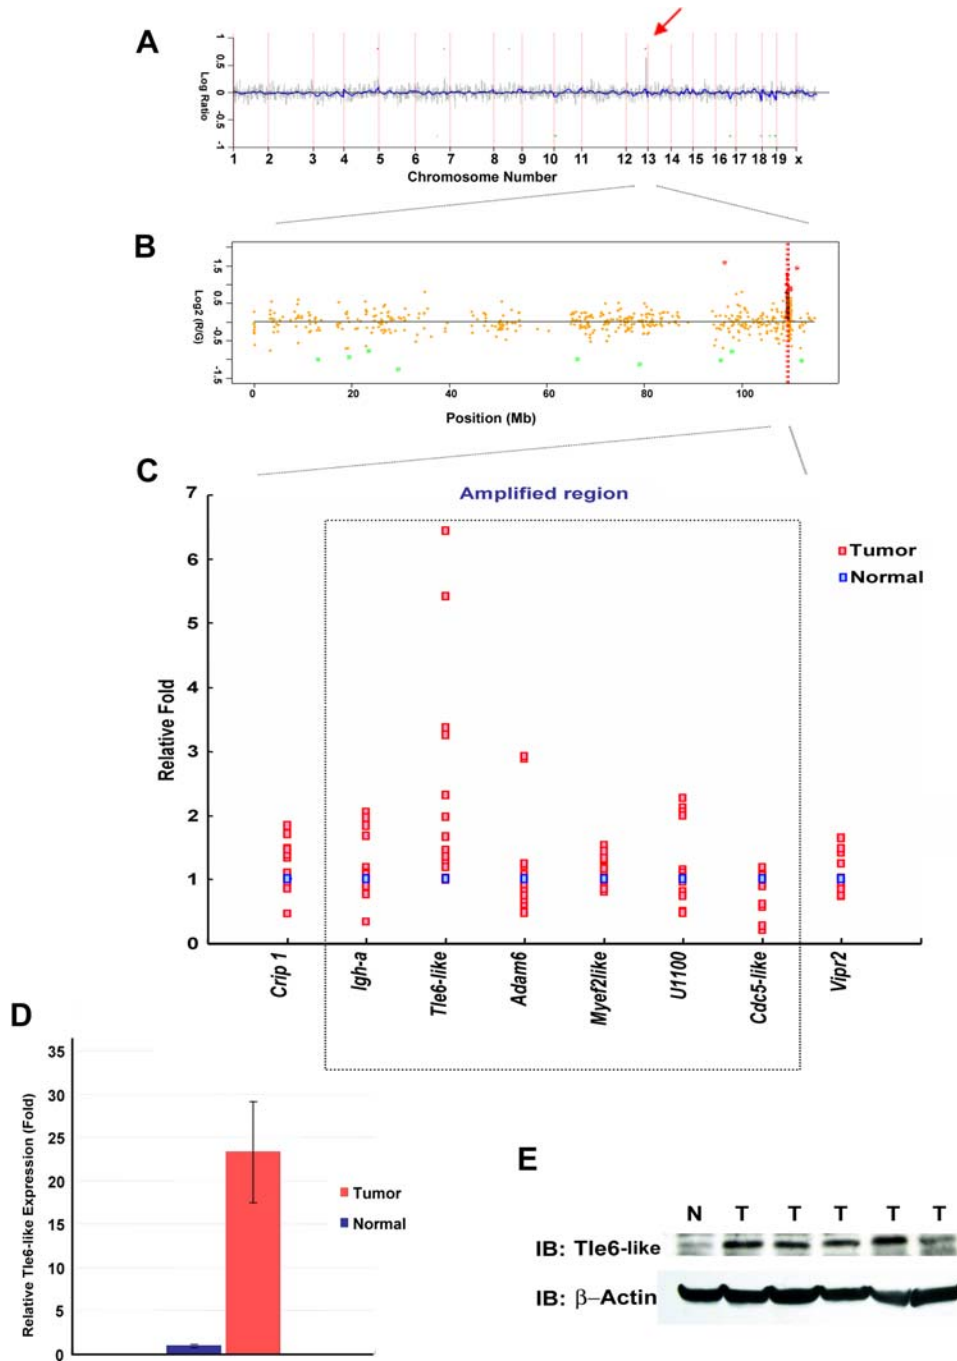 A
Log Ratio
1
0.5
0
-0.5
-1
1 2 3 4 5 6 7 8 9 10 11 12 13 14 15 16 17 18 19 x
Chromosome Number
B
Log2 (R/G)
1.5
0.5
-0.5
-1.5
0 20 40 60 80 100
Position (Mb)
C
Amplified region
Relative Fold
7
6
5
4
3
2
1
0
Tumor
Normal
Crip 1
Igh-a
Tle6-like
Adam6
Myef2like
U1100
Cdc5-like
Vipr2
D
Relative Tle6-like Expression (Fold)
35
30
25
20
15
10
5
0
Tumor
Normal
E
N T T T T T
IB: Tle6-like
IB: β–Actin